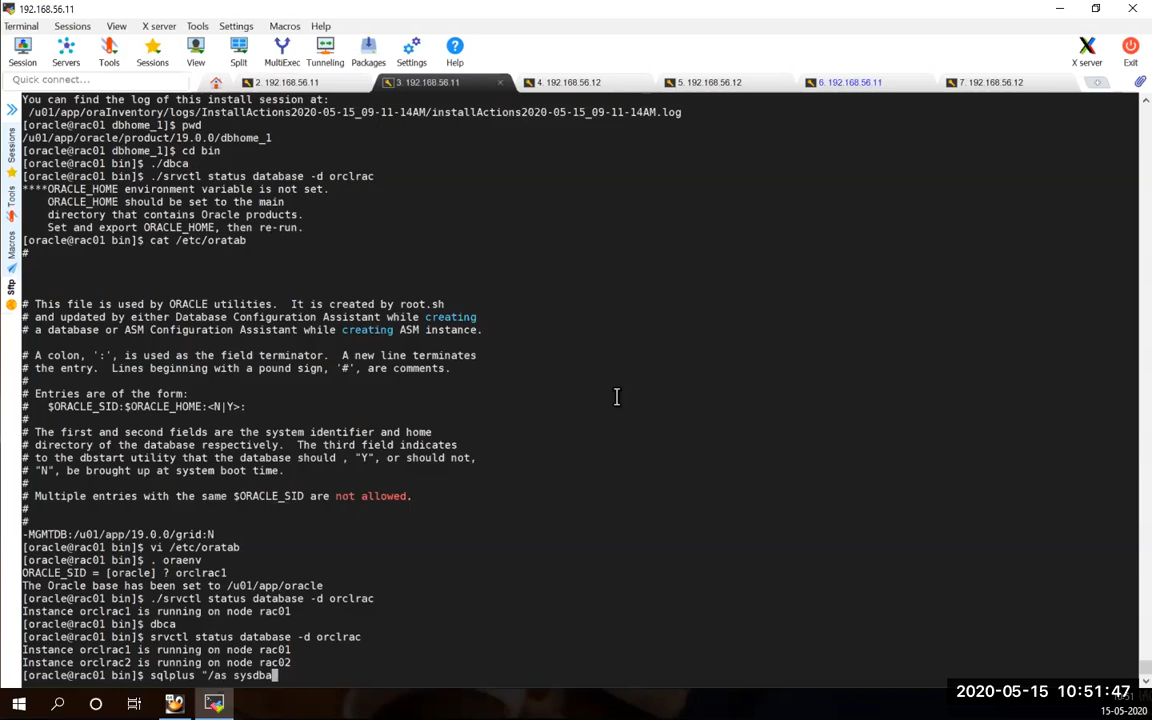 192.168.56.11
Terminal Sessions View X server Tools Settings Macros Help
Session Servers Tools Sessions View Split MultiExec Tunneling Packages Settings Help X server Exit
Quick connect...
2. 192.168.56.11
3. 192.168.56.11
4. 192.168.56.12
5. 192.168.56.12
6. 192.168.56.11
7. 192.168.56.12
Sessions
Tools
Macros
Sftp
You can find the log of this install session at:
/u01/app/oraInventory/logs/InstallActions2020-05-15_09-11-14AM/installActions2020-05-15_09-11-14AM.log
[oracle@rac01 dbhome_1]$ pwd
/u01/app/oracle/product/19.0.0/dbhome_1
[oracle@rac01 dbhome_1]$ cd bin
[oracle@rac01 bin]$ ./dbca
[oracle@rac01 bin]$ ./srvctl status database -d orclrac
****ORACLE_HOME environment variable is not set.
ORACLE_HOME should be set to the main
directory that contains Oracle products.
Set and export ORACLE_HOME, then re-run.
[oracle@rac01 bin]$ cat /etc/oratab
#
# This file is used by ORACLE utilities.  It is created by root.sh
# and updated by either Database Configuration Assistant while creating
# a database or ASM Configuration Assistant while creating ASM instance.
# A colon, ':', is used as the field terminator.  A new line terminates
# the entry.  Lines beginning with a pound sign, '#', are comments.
#
# Entries are of the form:
#   $ORACLE_SID:$ORACLE_HOME:<N|Y>:
#
# The first and second fields are the system identifier and home
# directory of the database respectively.  The third field indicates
# to the dbstart utility that the database should , "Y", or should not,
# "N", be brought up at system boot time.
#
# Multiple entries with the same $ORACLE_SID are not allowed.
#
#
-MGMTDB:/u01/app/19.0.0/grid:N
[oracle@rac01 bin]$ vi /etc/oratab
[oracle@rac01 bin]$ . oraenv
ORACLE_SID = [oracle] ? orclrac1
The Oracle base has been set to /u01/app/oracle
[oracle@rac01 bin]$ ./srvctl status database -d orclrac
Instance orclrac1 is running on node rac01
[oracle@rac01 bin]$ dbca
[oracle@rac01 bin]$ srvctl status database -d orclrac
Instance orclrac1 is running on node rac01
Instance orclrac2 is running on node rac02
[oracle@rac01 bin]$ sqlplus "/as sysdba
2020-05-15 10:51:47
15-05-2020